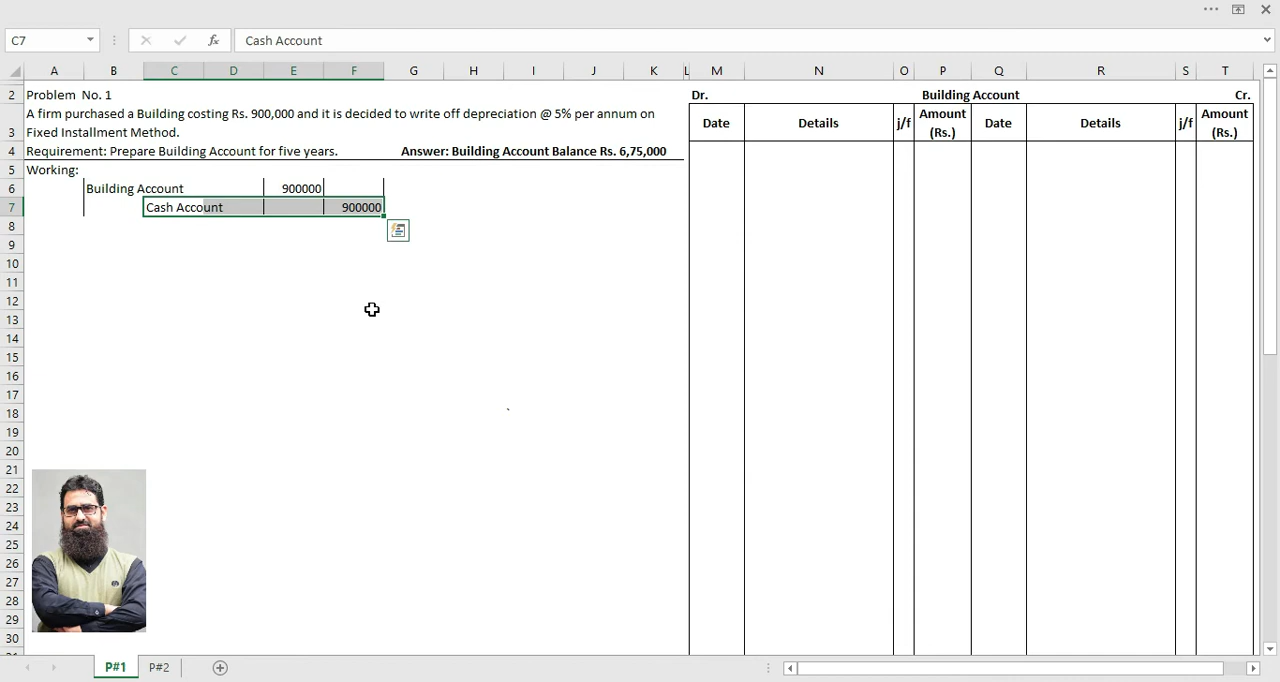 C7
fx
Cash Account
A B C D E F G H I J K L M N O P Q R S T
2 Problem No. 1 Dr. Building Account Cr.
A firm purchased a Building costing Rs. 900,000 and it is decided to write off depreciation @ 5% per annum on
3 Fixed Installment Method.
Date Details j/f Amount (Rs.) Date Details j/f Amount (Rs.)
4 Requirement: Prepare Building Account for five years. Answer: Building Account Balance Rs. 6,75,000
5 Working:
6 Building Account 900000
7 Cash Account 900000
8
9
10
11
12
13
14
15
16
17
18
19
20
21
22
23
24
25
26
27
28
29
30
P#1 P#2